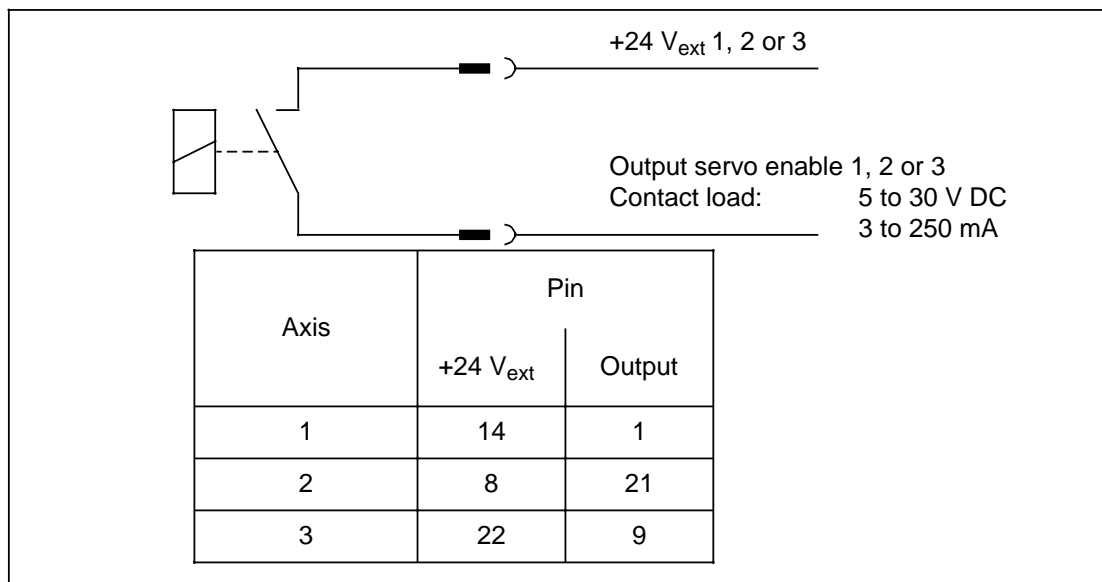 +24 Vext 1, 2 or 3
Output servo enable 1, 2 or 3
Contact load: 5 to 30 V DC
3 to 250 mA
Axis Pin
+24 Vext Output
1 14 1
2 8 21
3 22 9